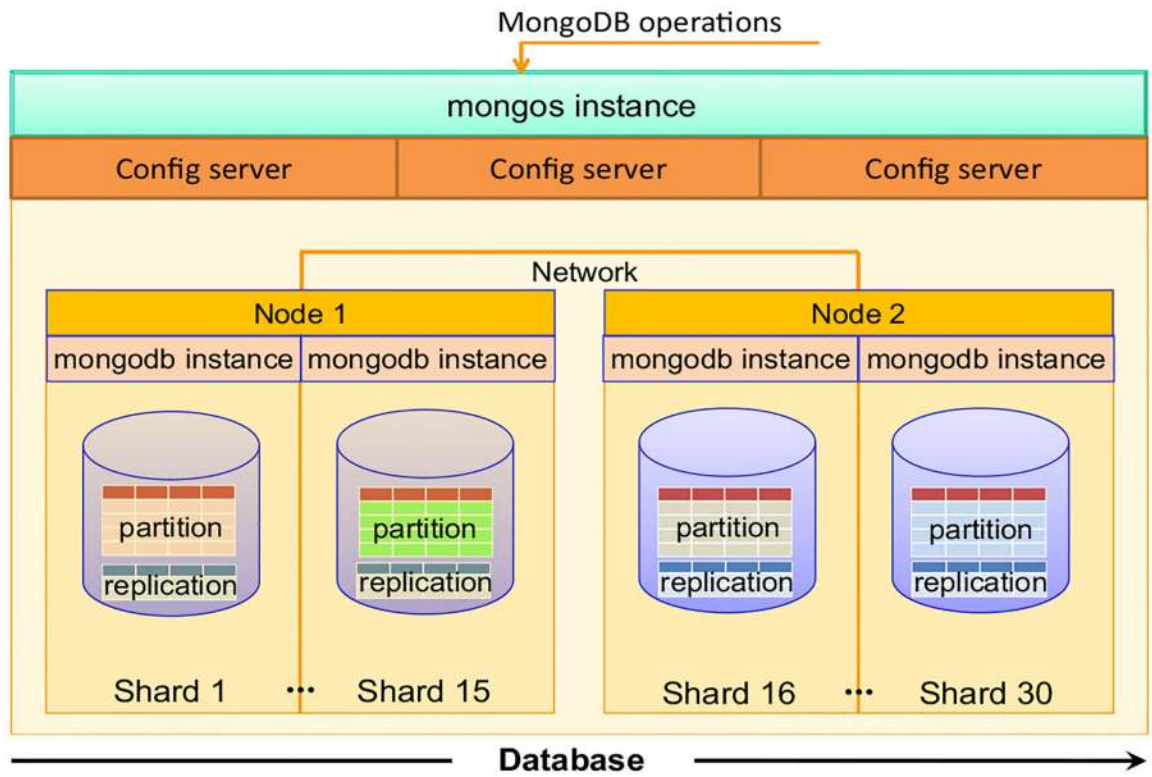 MongoDB operations
mongos instance
Config server Config server Config server
Network
Node 1 Node 2
mongodb instance mongodb instance mongodb instance mongodb instance
partition partition partition partition
replication replication replication replication
Shard 1 ... Shard 15 Shard 16 ... Shard 30
Database